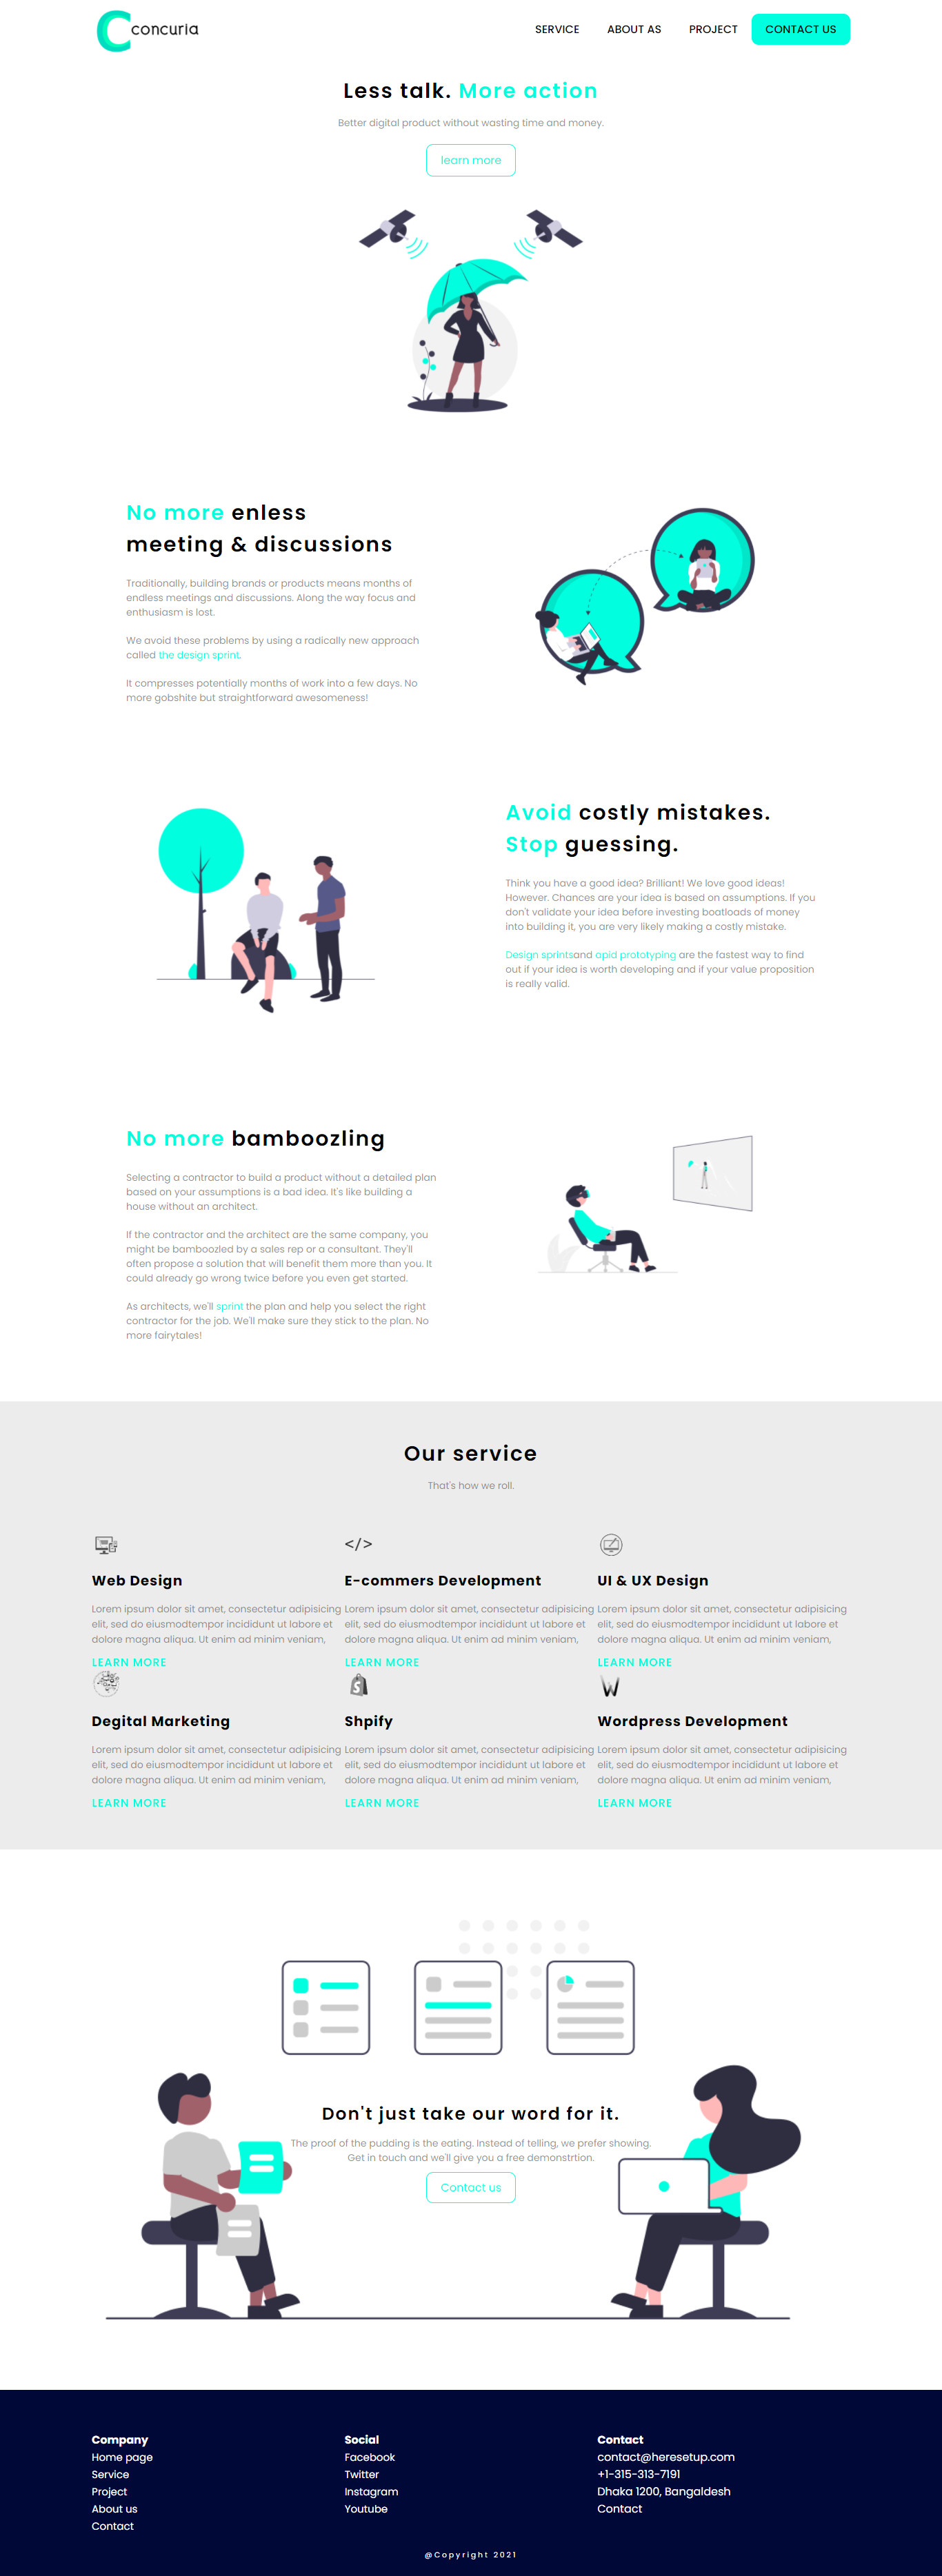 concuria
SERVICE
ABOUT AS
PROJECT
CONTACT US
Less talk. More action
Better digital product without wasting time and money.
learn more
No more enless
meeting & discussions
Traditionally, building brands or products means months of
endless meetings and discussions. Along the way focus and
enthusiasm is lost.
We avoid these problems by using a radically new approach
called the design sprint.
It compresses potentially months of work into a few days. No
more gobshite but straightforward awesomeness!
Avoid costly mistakes.
Stop guessing.
Think you have a good idea? Brilliant! We love good ideas!
However. Chances are your idea is based on assumptions. If you
don't validate your idea before investing boatloads of money
into building it, you are very likely making a costly mistake.
Design sprintsand opid prototyping are the fastest way to find
out if your idea is worth developing and if your value proposition
is really valid.
No more bamboozling
Selecting a contractor to build a product without a detailed plan
based on your assumptions is a bad idea. It's like building a
house without an architect.
If the contractor and the architect are the same company, you
might be bamboozled by a sales rep or a consultant. They'll
often propose a solution that will benefit them more than you. It
could already go wrong twice before you even get started.
As architects, we'll sprint the plan and help you select the right
contractor for the job. We'll make sure they stick to the plan. No
more fairytales!
Our service
That's how we roll.
Web Design
Lorem ipsum dolor sit amet, consectetur adipisicing
elit, sed do eiusmodtempor incididunt ut labore et
dolore magna aliqua. Ut enim ad minim veniam,
LEARN MORE
</>
E-commers Development
Lorem ipsum dolor sit amet, consectetur adipisicing
elit, sed do eiusmodtempor incididunt ut labore et
dolore magna aliqua. Ut enim ad minim veniam,
LEARN MORE
UI & UX Design
Lorem ipsum dolor sit amet, consectetur adipisicing
elit, sed do eiusmodtempor incididunt ut labore et
dolore magna aliqua. Ut enim ad minim veniam,
LEARN MORE
Degital Marketing
Lorem ipsum dolor sit amet, consectetur adipisicing
elit, sed do eiusmodtempor incididunt ut labore et
dolore magna aliqua. Ut enim ad minim veniam,
LEARN MORE
Shpify
Lorem ipsum dolor sit amet, consectetur adipisicing
elit, sed do eiusmodtempor incididunt ut labore et
dolore magna aliqua. Ut enim ad minim veniam,
LEARN MORE
W
Wordpress Development
Lorem ipsum dolor sit amet, consectetur adipisicing
elit, sed do eiusmodtempor incididunt ut labore et
dolore magna aliqua. Ut enim ad minim veniam,
LEARN MORE
Don't just take our word for it.
The proof of the pudding is the eating. Instead of telling, we prefer showing.
Get in touch and we'll give you a free demonstrtion.
Contact us
Company
Home page
Service
Project
About us
Contact
Social
Facebook
Twitter
Instagram
Youtube
Contact
contact@heresetup.com
+1-315-313-7191
Dhaka 1200, Bangaldesh
Contact
@Copyright 2021